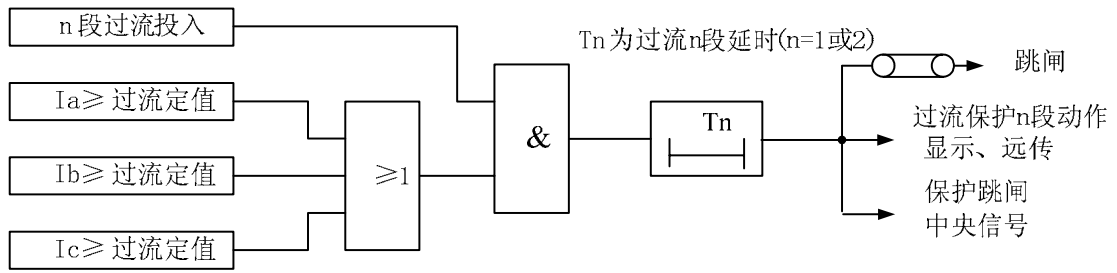 n段过流投入
Tn为过流n段延时(n=1或2)
跳闸
Ia≥过流定值
Tn
过流保护n段动作
显示、远传
&
Ib≥过流定值
≥1
保护跳闸
中央信号
Ic≥过流定值